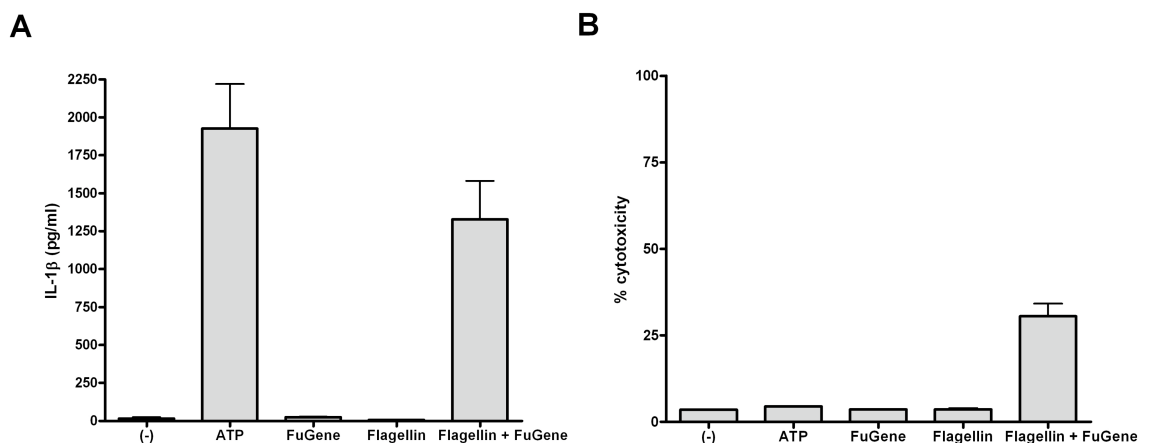 A
IL-1β (pg/ml)
2250
2000
1750
1500
1250
1000
750
500
250
0
(-) ATP FuGene Flagellin Flagellin + FuGene
B
% cytotoxicity
100
75
50
25
0
(-) ATP FuGene Flagellin Flagellin + FuGene